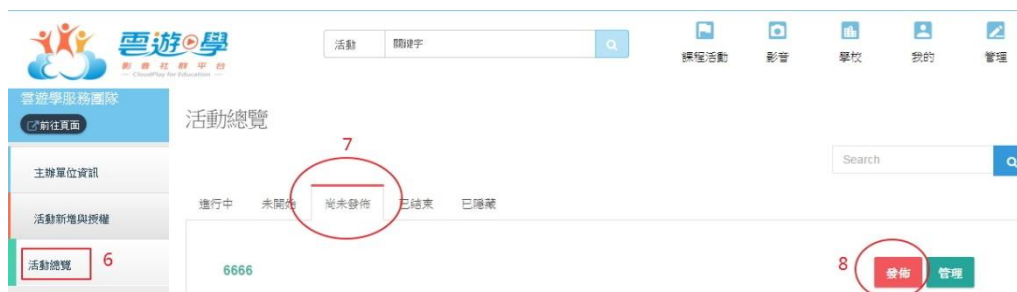 雲遊學
影音社群平台
CloudPlay for Education
活動
關鍵字
課程活動
影音
學校
我的
管理
雲遊學服務團隊
前往頁面
活動總覽
7
Search
主辦單位資訊
進行中
未開始
尚未發佈
已結束
已隱藏
活動新增與授權
活動總覽
6
6666
8
發佈
管理